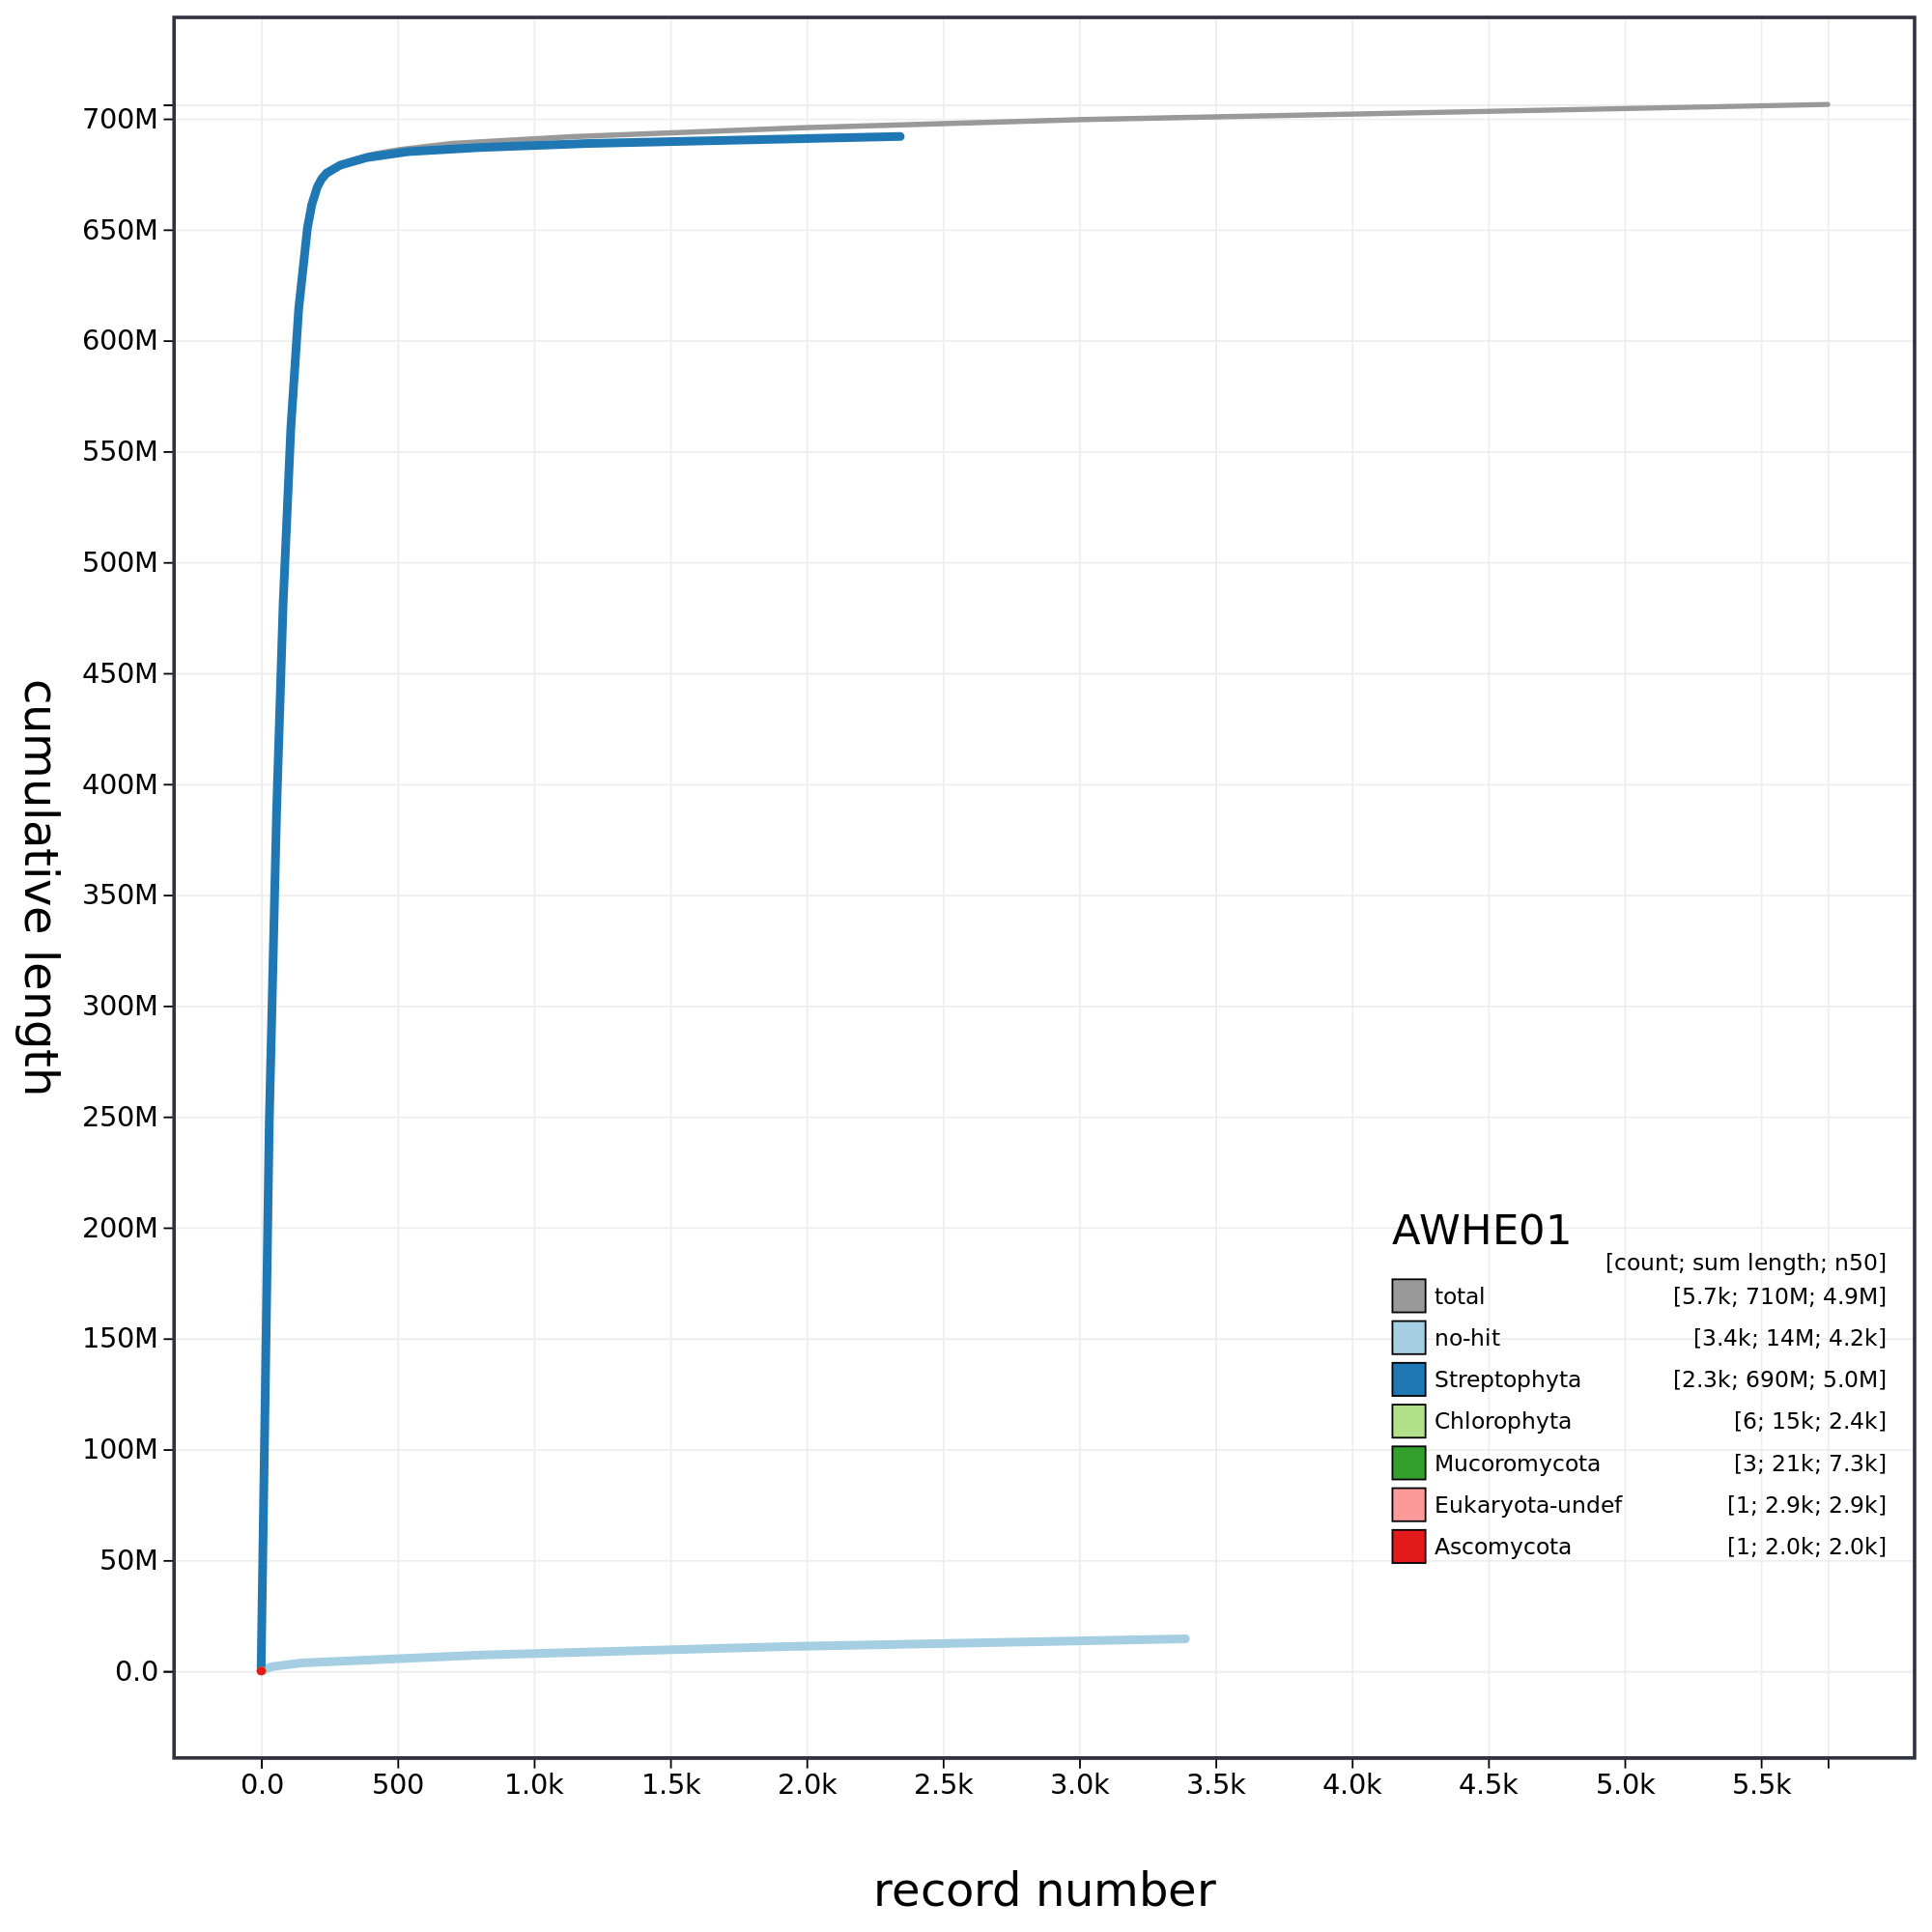 700M
650M
600M
550M
500M
450M
400M
350M
300M
250M
200M
150M
100M
50M
0.0
cumulative length
AWHE01
[count; sum length; n50]
total [5.7k; 710M; 4.9M]
no-hit [3.4k; 14M; 4.2k]
Streptophyta [2.3k; 690M; 5.0M]
Chlorophyta [6; 15k; 2.4k]
Mucoromycota [3; 21k; 7.3k]
Eukaryota-undef [1; 2.9k; 2.9k]
Ascomycota [1; 2.0k; 2.0k]
0.0 500 1.0k 1.5k 2.0k 2.5k 3.0k 3.5k 4.0k 4.5k 5.0k 5.5k
record number